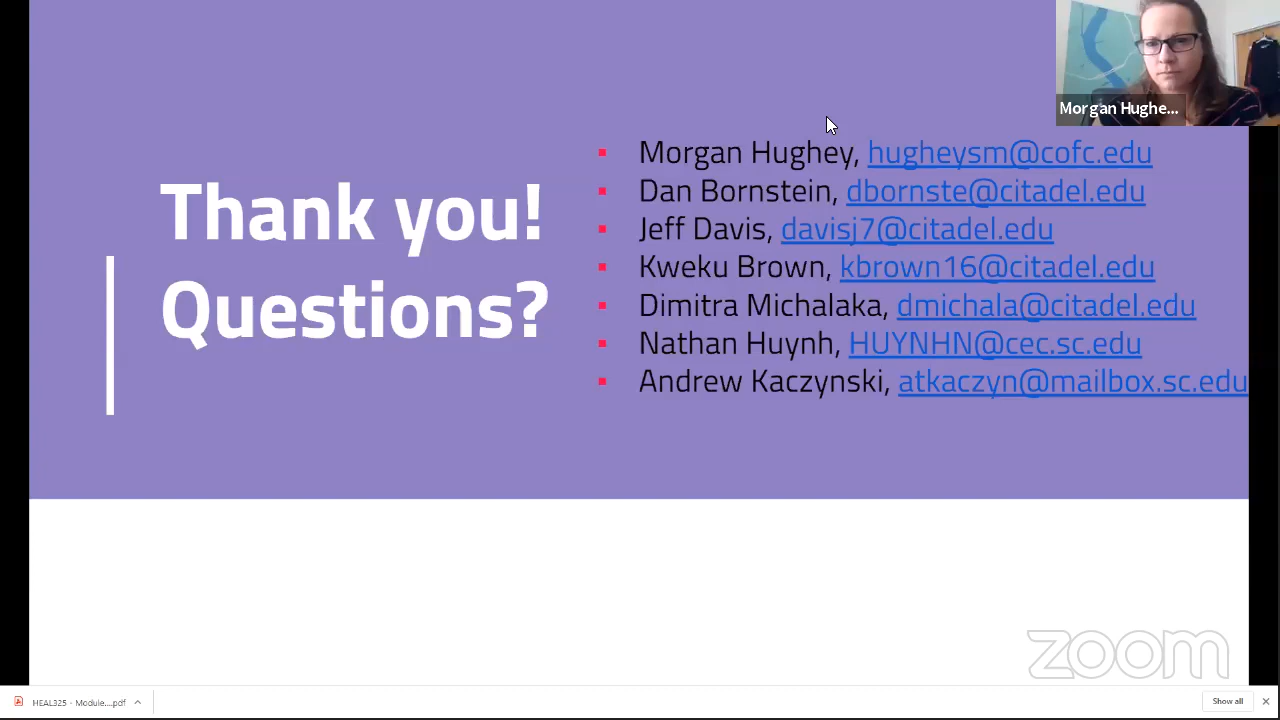 Morgan Hughe...
Thank you!
Questions?
Morgan Hughey, hugheysm@cofc.edu
Dan Bornstein, dbornste@citadel.edu
Jeff Davis, davisj7@citadel.edu
Kweku Brown, kbrown16@citadel.edu
Dimitra Michalaka, dmichala@citadel.edu
Nathan Huynh, HUYNHN@cec.sc.edu
Andrew Kaczynski, atkaczyn@mailbox.sc.edu
zoom
HEAL325 - Module....pdf
Show all